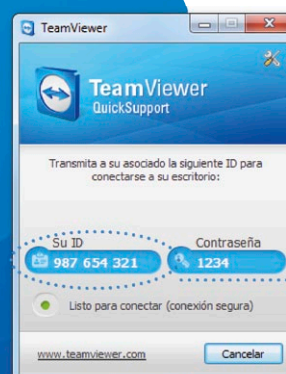 TeamViewer
TeamViewer
QuickSupport
Transmita a su asociado la siguiente ID para
conectarse a su escritorio:
Su ID
987 654 321
Contraseña
1234
Listo para conectar (conexión segura)
www.teamviewer.com
Cancelar